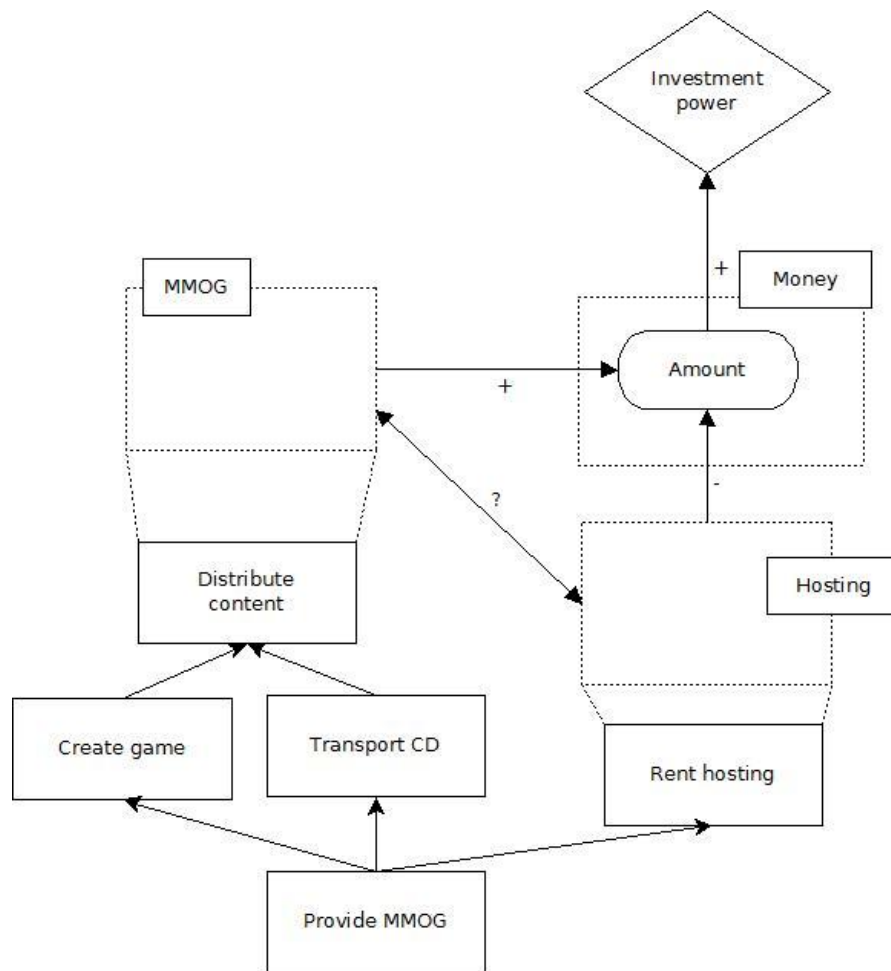 Investment
power
+
Money
MMOG
Amount
+
?
-
Distribute
content
Hosting
Create game
Transport CD
Rent hosting
Provide MMOG